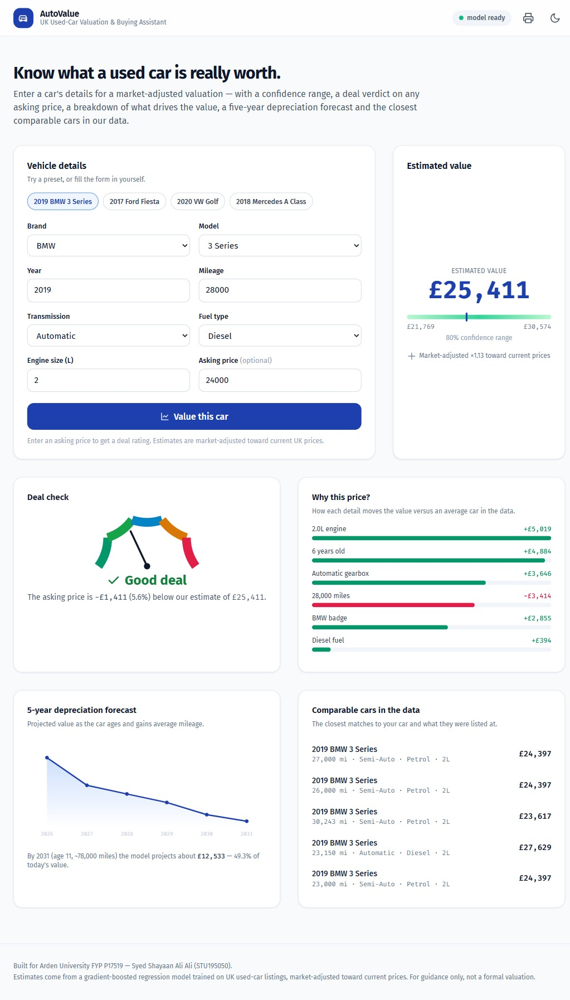 AutoValue
UK Used-Car Valuation & Buying Assistant
model ready
Know what a used car is really worth.
Enter a car's details for a market-adjusted valuation — with a confidence range, a deal verdict on any
asking price, a breakdown of what drives the value, a five-year depreciation forecast and the closest
comparable cars in our data.
Vehicle details
Try a preset, or fill the form in yourself.
2019 BMW 3 Series
2017 Ford Fiesta
2020 VW Golf
2018 Mercedes A Class
Brand
Model
BMW
3 Series
Year
Mileage
2019
28000
Transmission
Fuel type
Automatic
Diesel
Engine size (L)
Asking price (optional)
2
24000
Value this car
Enter an asking price to get a deal rating. Estimates are market-adjusted toward current UK prices.
Estimated value
ESTIMATED VALUE
£25,411
£21,769
£30,574
80% confidence range
Market-adjusted ×1.13 toward current prices
Deal check
Good deal
The asking price is −£1,411 (5.6%) below our estimate of £25,411.
Why this price?
How each detail moves the value versus an average car in the data.
2.0L engine
+£5,019
6 years old
+£4,884
Automatic gearbox
+£3,646
28,000 miles
−£3,414
BMW badge
+£2,855
Diesel fuel
+£394
5-year depreciation forecast
Projected value as the car ages and gains average mileage.
2026
2027
2028
2029
2030
2031
By 2031 (age 11, ~78,000 miles) the model projects about £12,533 — 49.3% of
today's value.
Comparable cars in the data
The closest matches to your car and what they were listed at.
2019 BMW 3 Series
27,000 mi · Semi-Auto · Petrol · 2L
£24,397
2019 BMW 3 Series
26,000 mi · Semi-Auto · Petrol · 2L
£24,397
2019 BMW 3 Series
30,243 mi · Semi-Auto · Petrol · 2L
£23,617
2019 BMW 3 Series
23,150 mi · Automatic · Diesel · 2L
£27,629
2019 BMW 3 Series
23,000 mi · Semi-Auto · Petrol · 2L
£24,397
Built for Arden University FYP P17519 — Syed Shayaan Ali Ali (STU195050).
Estimates come from a gradient-boosted regression model trained on UK used-car listings, market-adjusted toward current prices. For guidance only, not a formal valuation.